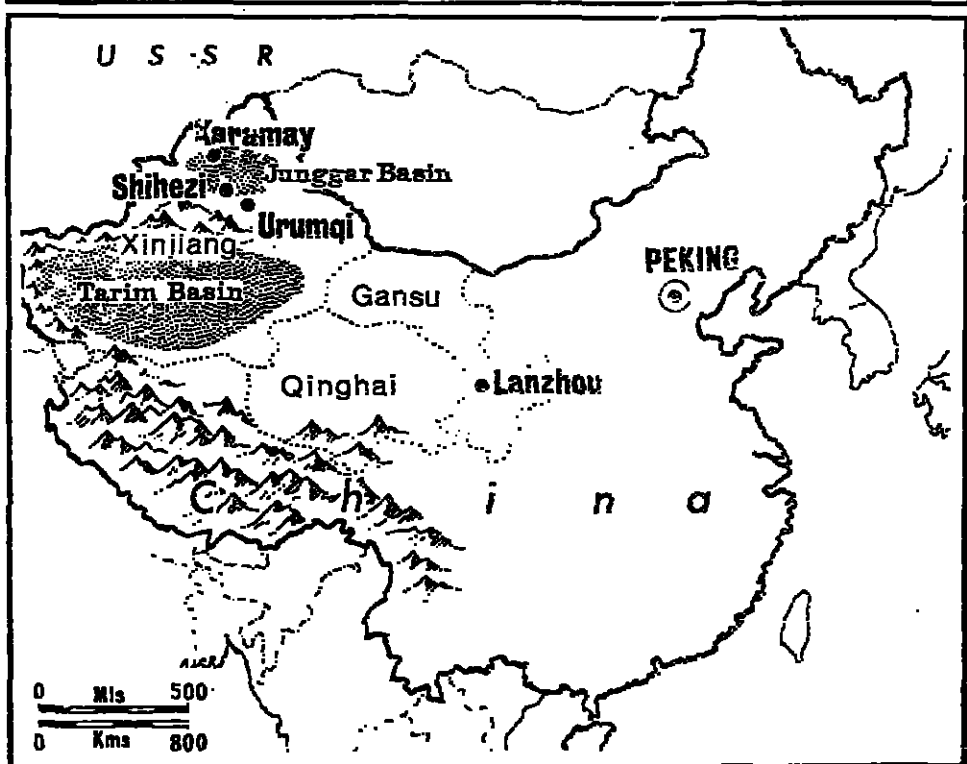 U S S R
Karamay
Junggar Basin
Shihezi
Urumqi
Xinjiang
PEKING
Tarim Basin
Gansu
Qinghai
Lanzhou
C h i n a
0 Mls 500
0 Kms 800